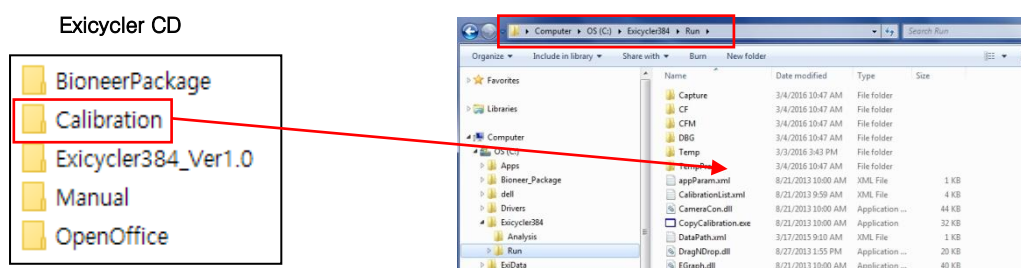 Exicycler CD
BioneerPackage
Calibration
Exicycler384_Ver1.0
Manual
OpenOffice
Computer ▸ OS (C:) ▸ Exicycler384 ▸ Run ▸
Search Run
Organize ▾ Include in library ▾ Share with ▾ Burn New folder
Favorites
Libraries
Computer
OS (C:)
Apps
Bioneer_Package
dell
Drivers
Exicycler384
Analysis
Run
ExiData
Name Date modified Type Size
Capture 3/4/2016 10:47 AM File folder
CF 3/4/2016 10:47 AM File folder
CFM 3/4/2016 10:47 AM File folder
DBG 3/4/2016 10:47 AM File folder
Temp 3/3/2016 3:43 PM File folder
3/4/2016 10:47 AM File folder
appParam.xml 8/21/2013 10:00 AM XML File 1 KB
CalibrationList.xml 8/21/2013 9:59 AM XML File 4 KB
CameraCon.dll 8/21/2013 10:00 AM Application ... 44 KB
CopyCalibration.exe 8/21/2013 10:00 AM Application 32 KB
DataPath.xml 3/17/2015 9:10 AM XML File 1 KB
DragNDrop.dll 8/27/2013 1:55 PM Application ... 20 KB
EGraph.dll 8/21/2013 10:00 AM Application ... 40 KB